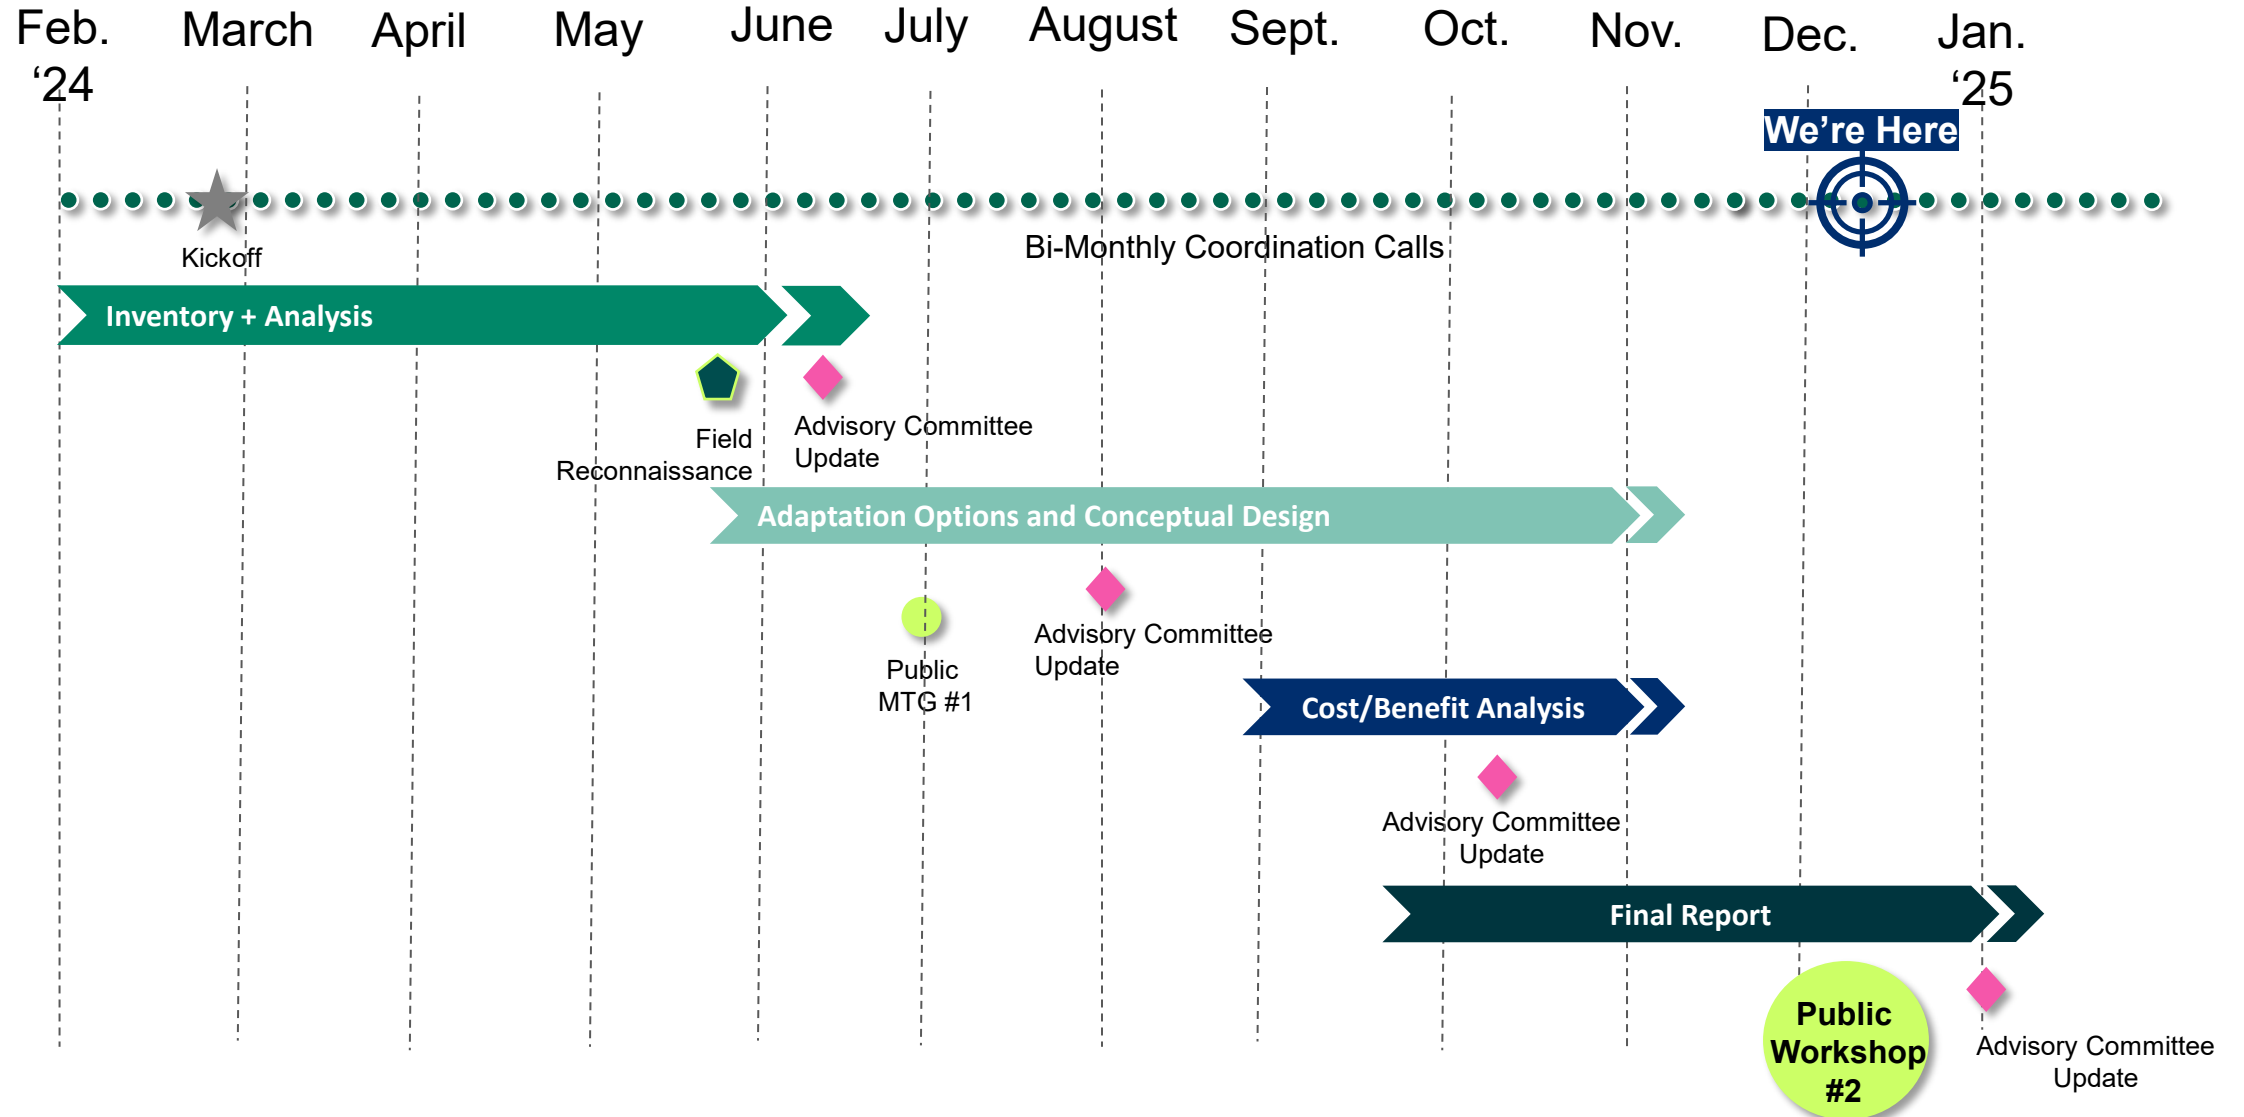 Feb.
‘24
March
April
May
June
July
August
Sept.
Oct.
Nov.
Dec.
Jan.
‘25
We’re Here
Kickoff
Bi-Monthly Coordination Calls
Inventory + Analysis
Field
Reconnaissance
Advisory Committee
Update
Adaptation Options and Conceptual Design
Public
MTG #1
Advisory Committee
Update
Cost/Benefit Analysis
Advisory Committee
Update
Final Report
Public
Workshop
#2
Advisory Committee
Update